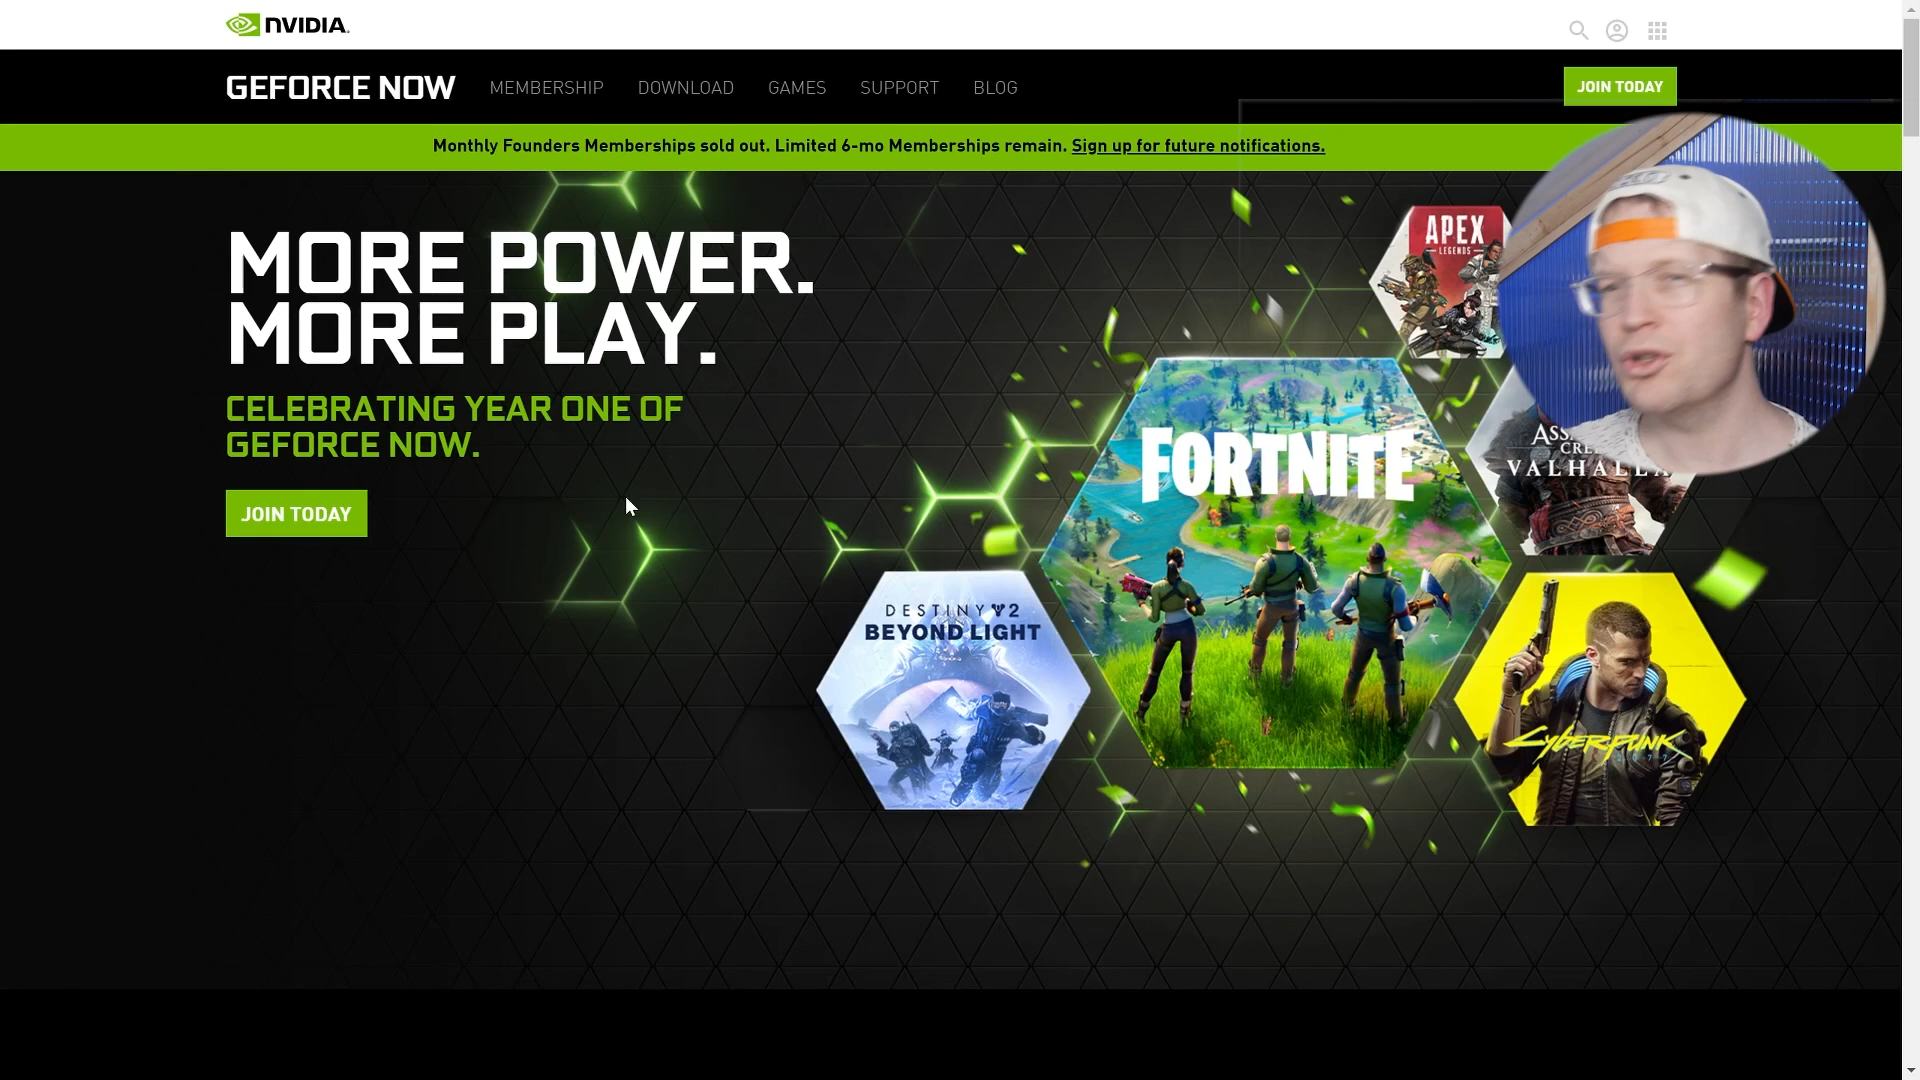 NVIDIA.
GEFORCE NOW
MEMBERSHIP
DOWNLOAD
GAMES
SUPPORT
BLOG
JOIN TODAY
Monthly Founders Memberships sold out. Limited 6-mo Memberships remain. Sign up for future notifications.
MORE POWER.
MORE PLAY.
CELEBRATING YEAR ONE OF
GEFORCE NOW.
JOIN TODAY
APEX
LEGENDS
FORTNITE
VALHALLA
DESTINY 2
BEYOND LIGHT
CYBERPUNK
2077